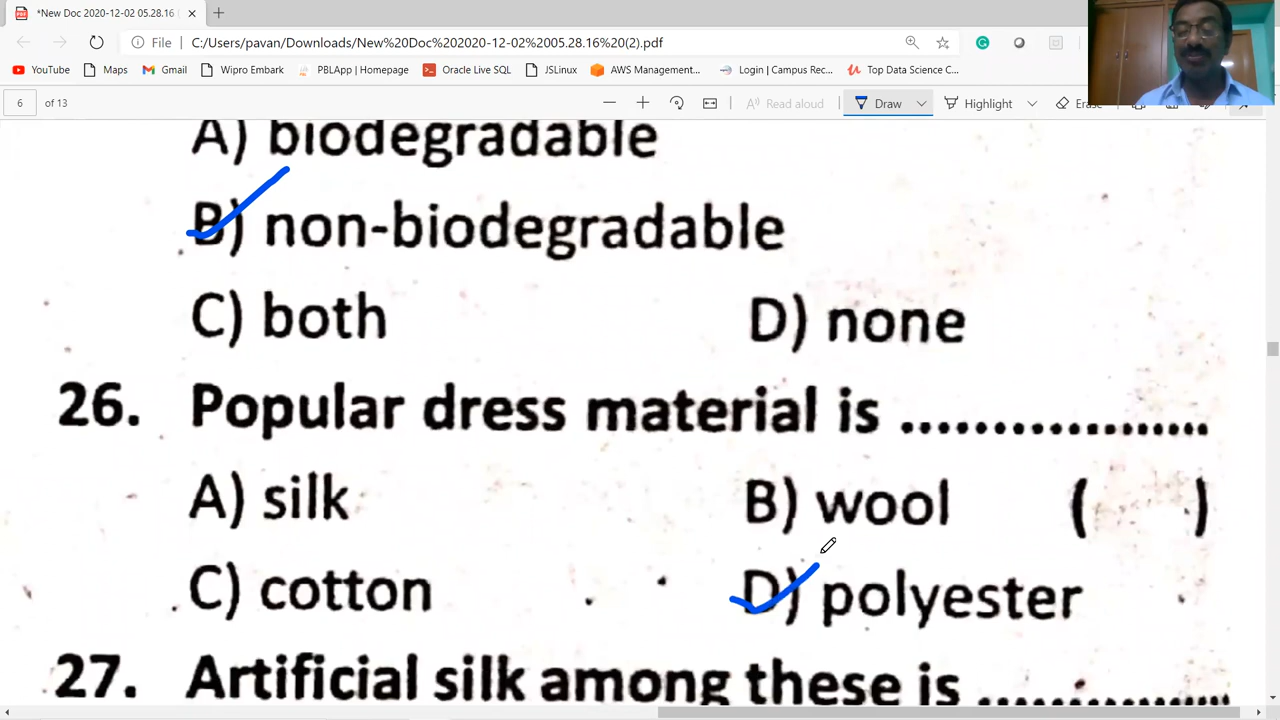 *New Doc 2020-12-02 05.28.16
File C:/Users/pavan/Downloads/New%20Doc%202020-12-02%2005.28.16%20(2).pdf
YouTube Maps Gmail Wipro Embark PBLApp | Homepage Oracle Live SQL JSLinux AWS Management... Login | Campus Rec... Top Data Science C...
6 of 13 Read aloud Draw Highlight Erase
A) biodegradable
B) non-biodegradable
C) both D) none
26. Popular dress material is ...................
A) silk B) wool ( )
C) cotton D) polyester
27. Artificial silk among these is ................